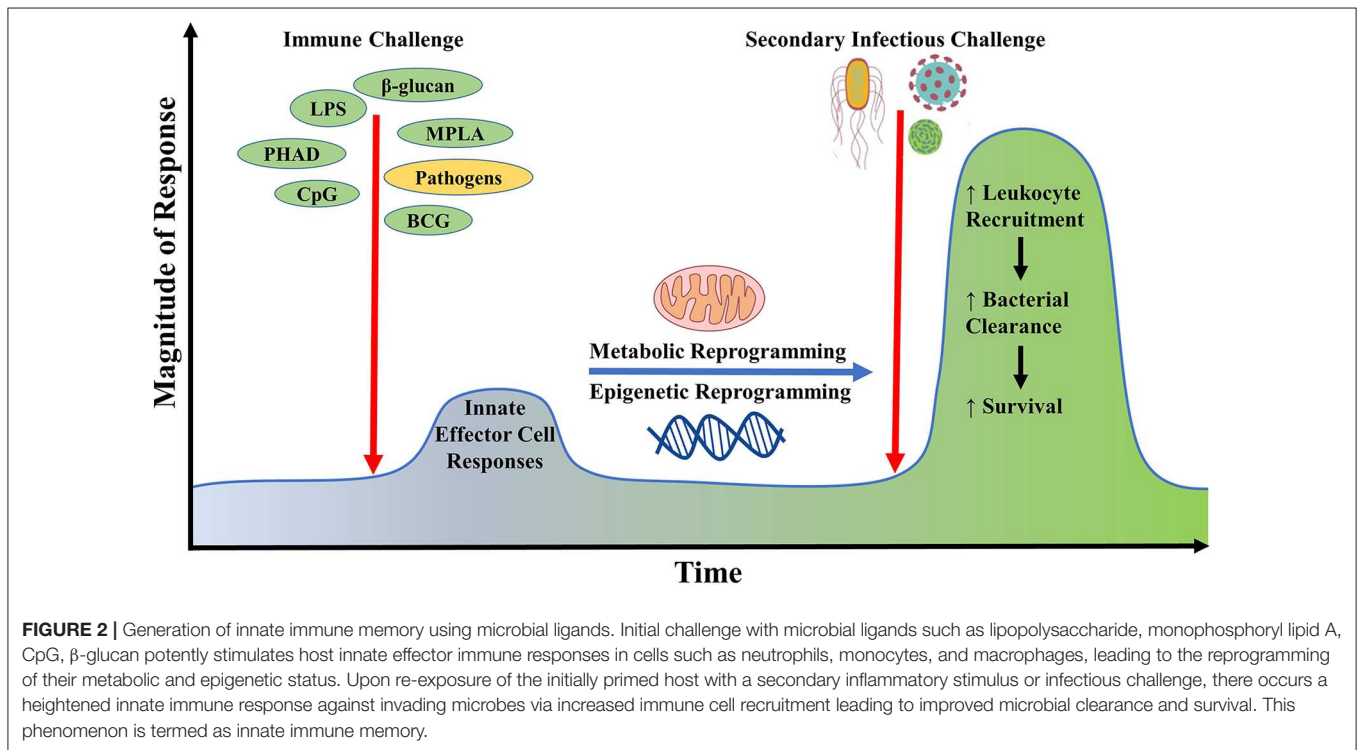 Immune Challenge
β-glucan
LPS
MPLA
PHAD
Pathogens
CpG
BCG
Secondary Infectious Challenge
↑ Leukocyte
Recruitment
↑ Bacterial
Clearance
↑ Survival
Metabolic Reprogramming
Epigenetic Reprogramming
Innate
Effector Cell
Responses
Magnitude of Response
Time
FIGURE 2 | Generation of innate immune memory using microbial ligands. Initial challenge with microbial ligands such as lipopolysaccharide, monophosphoryl lipid A,
CpG, β-glucan potently stimulates host innate effector immune responses in cells such as neutrophils, monocytes, and macrophages, leading to the reprogramming
of their metabolic and epigenetic status. Upon re-exposure of the initially primed host with a secondary inflammatory stimulus or infectious challenge, there occurs a
heightened innate immune response against invading microbes via increased immune cell recruitment leading to improved microbial clearance and survival. This
phenomenon is termed as innate immune memory.